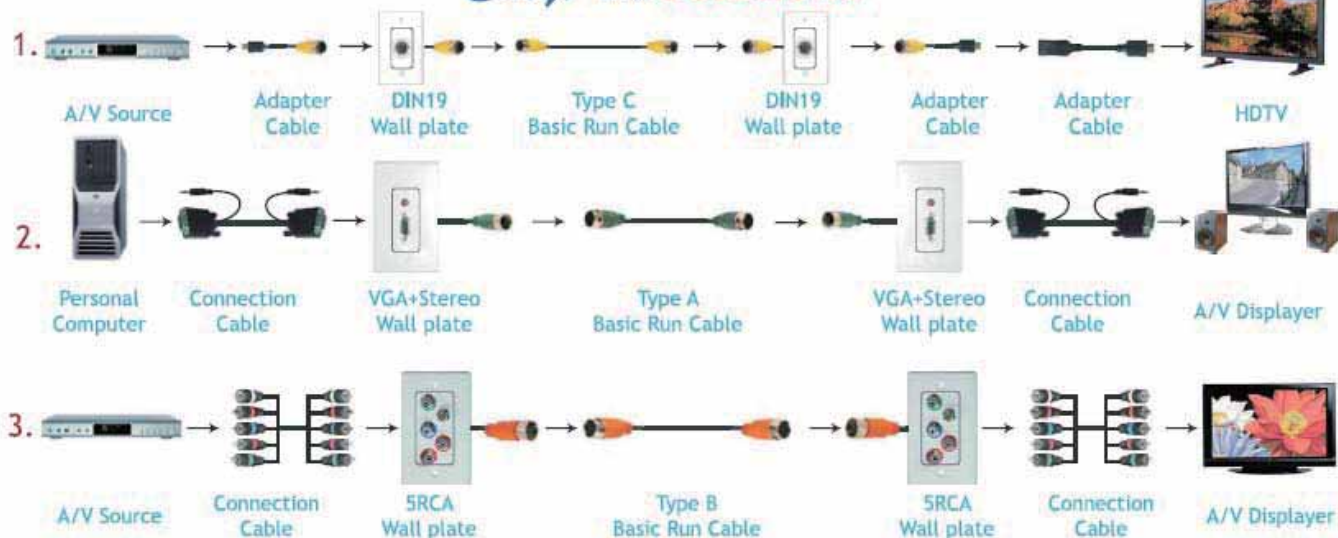 1.
A/V Source
Adapter
Cable
DIN19
Wall plate
Type C
Basic Run Cable
DIN19
Wall plate
Adapter
Cable
Adapter
Cable
HDTV
2.
Personal
Computer
Connection
Cable
VGA+Stereo
Wall plate
Type A
Basic Run Cable
VGA+Stereo
Wall plate
Connection
Cable
A/V Displayer
3.
A/V Source
Connection
Cable
5RCA
Wall plate
Type B
Basic Run Cable
5RCA
Wall plate
Connection
Cable
A/V Displayer